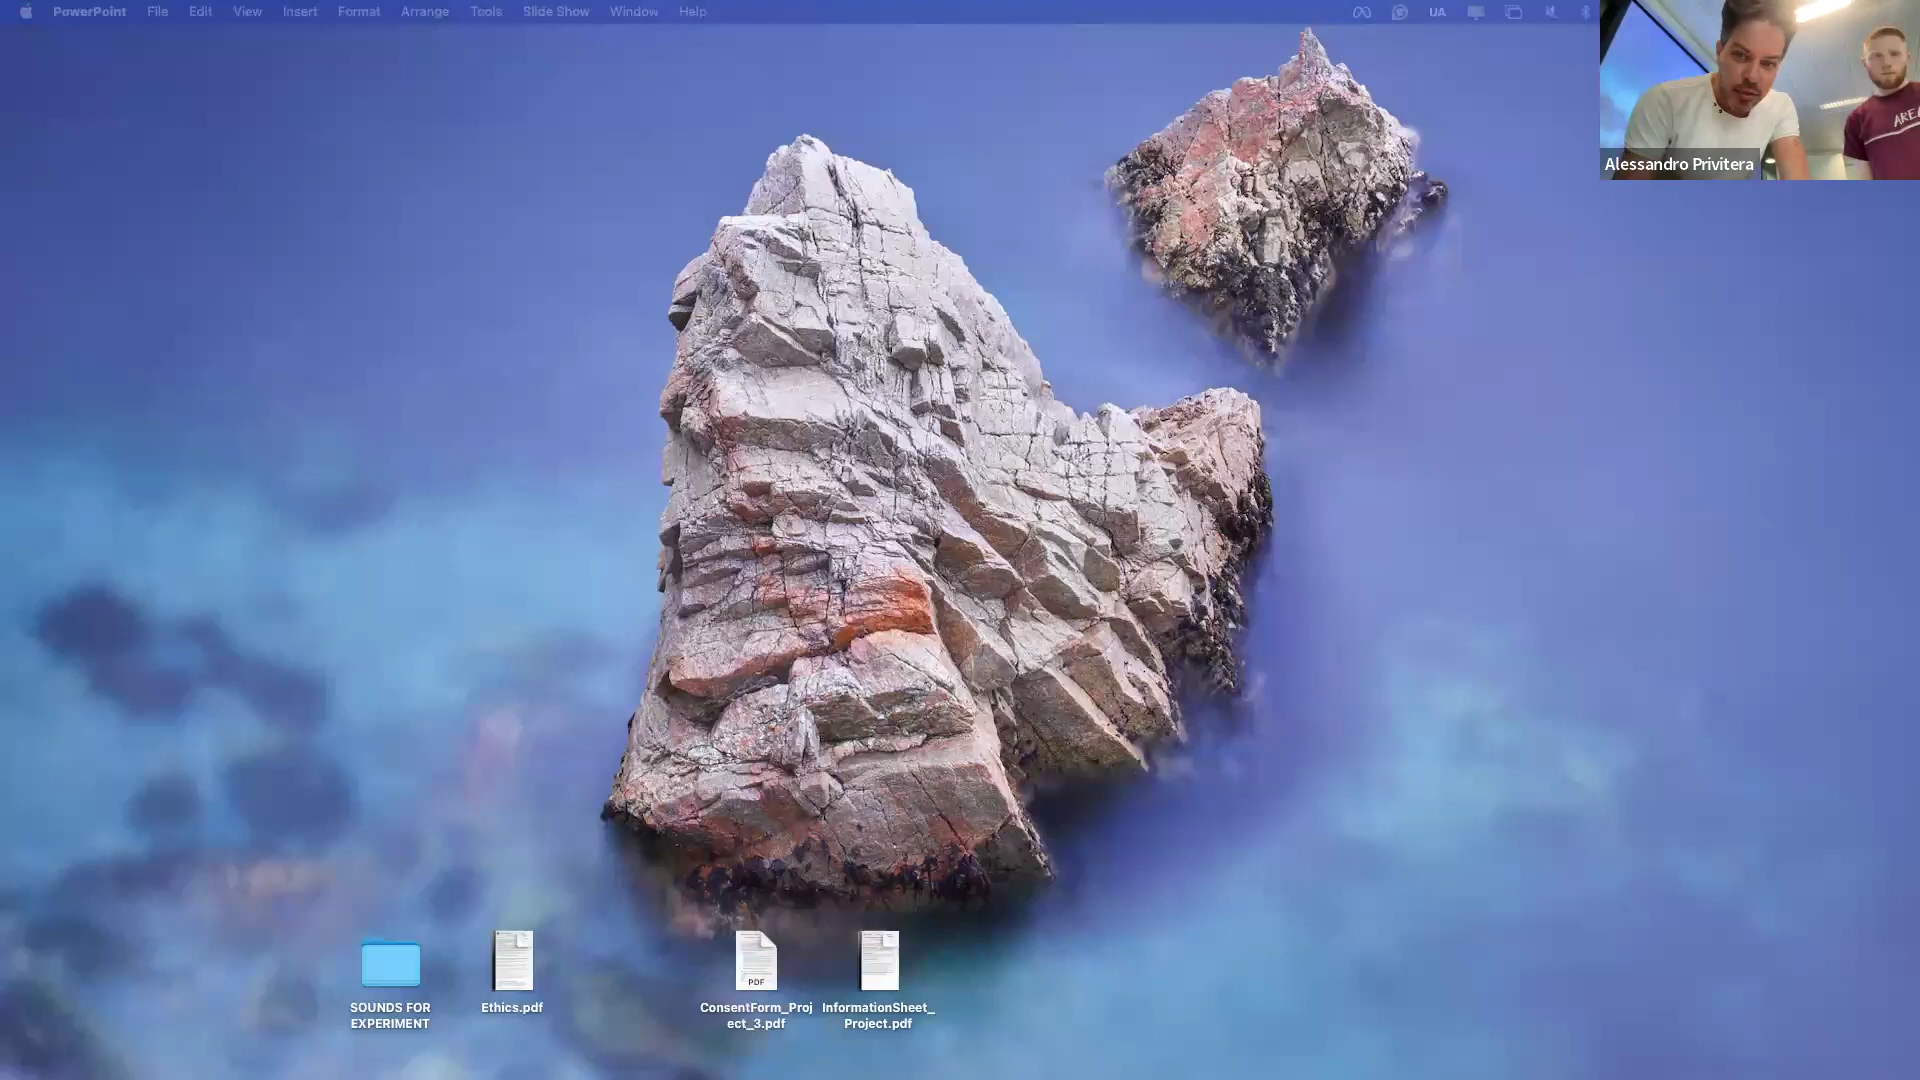 PowerPoint File Edit View Insert Format Arrange Tools Slide Show Window Help UA
AREA
Alessandro Privitera
SOUNDS FOR
EXPERIMENT
Ethics.pdf
PDF
ConsentForm_Proj
ect_3.pdf
InformationSheet_
Project.pdf